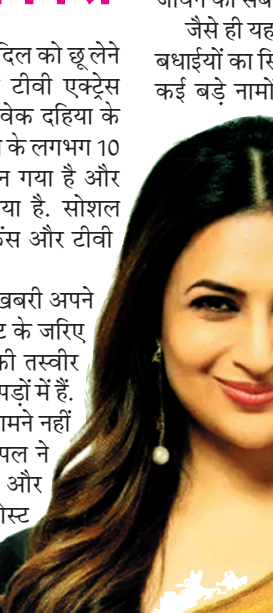 दिल को छू लेने
टीवी एक्ट्रेस
वेक दहिया के
के लगभग 10
न गया है और
या है. सोशल
फैंस और टीवी
खबरी अपने
ट के जरिए
की तस्वीर
पड़ों में हैं.
ामने नहीं
पल ने
और
ोस्ट
जैसे ही यह
बधाईयों का सि
कई बड़े नामो